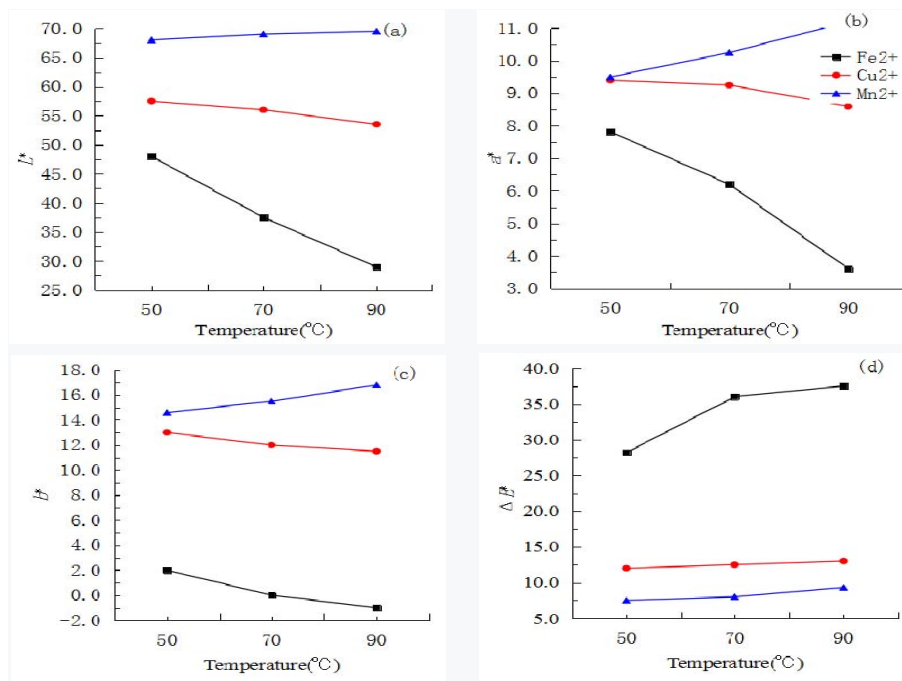 (a)
70.0
65.0
60.0
55.0
50.0
45.0
40.0
35.0
30.0
25.0
L*
50 70 90
Temperature(°C)
(b)
11.0
10.0
9.0
8.0
7.0
6.0
5.0
4.0
3.0
a*
Fe2+
Cu2+
Mn2+
50 70 90
Temperature(°C)
(c)
18.0
16.0
14.0
12.0
10.0
8.0
6.0
4.0
2.0
0.0
-2.0
b*
50 70 90
Temperature(°C)
(d)
40.0
35.0
30.0
25.0
20.0
15.0
10.0
5.0
ΔE*
50 70 90
Temperature(°C)